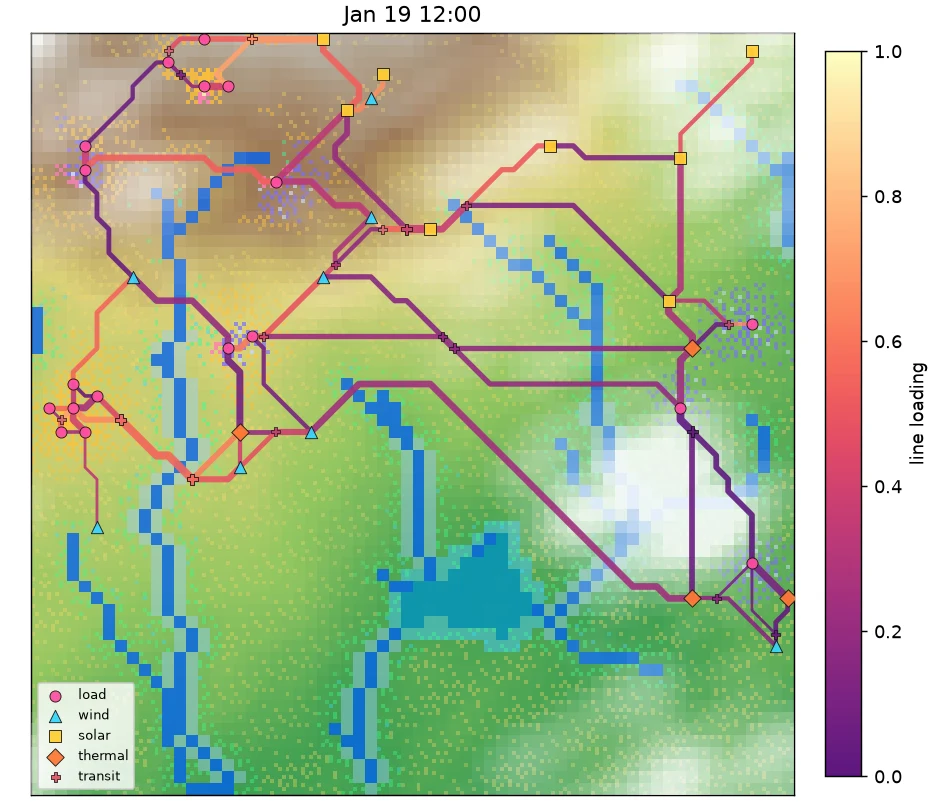 Jan 19 12:00
1.0
0.8
0.6
0.4
0.2
0.0
line loading
load
wind
solar
thermal
transit